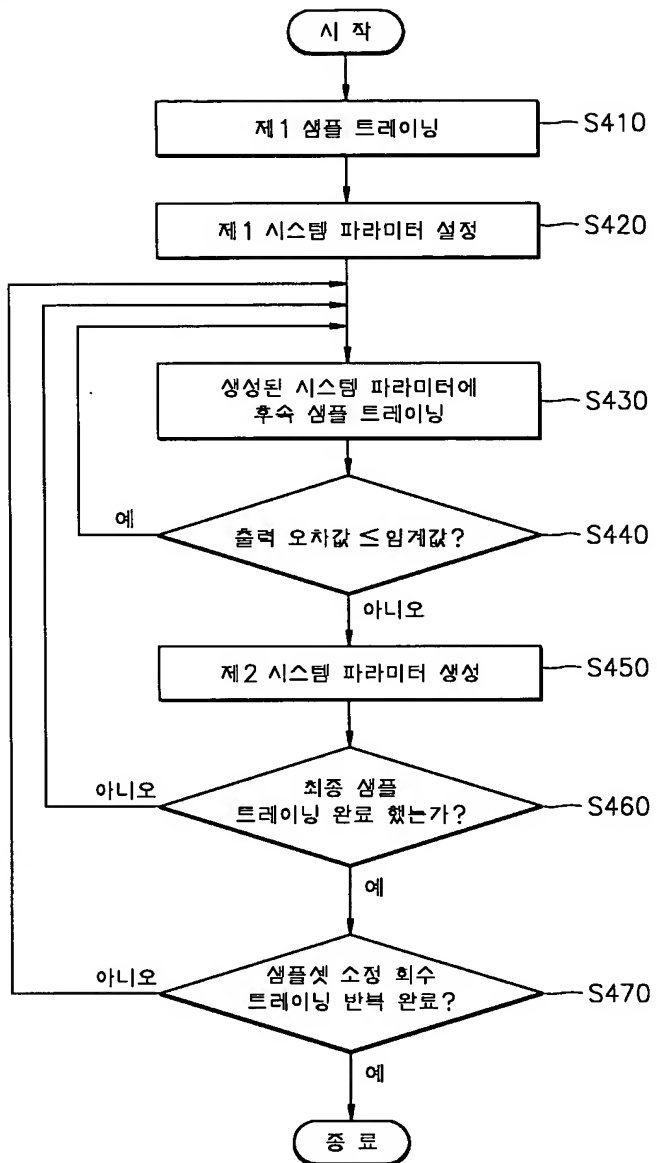 시 작
제1 샘플 트레이닝
S410
제1 시스템 파라미터 설정
S420
생성된 시스템 파라미터에
후속 샘플 트레이닝
S430
예
출력 오차값 ≤ 임계값?
S440
아니오
제2 시스템 파라미터 생성
S450
아니오
최종 샘플
트레이닝 완료 했는가?
S460
예
아니오
샘플셋 소정 회수
트레이닝 반복 완료?
S470
예
종 료